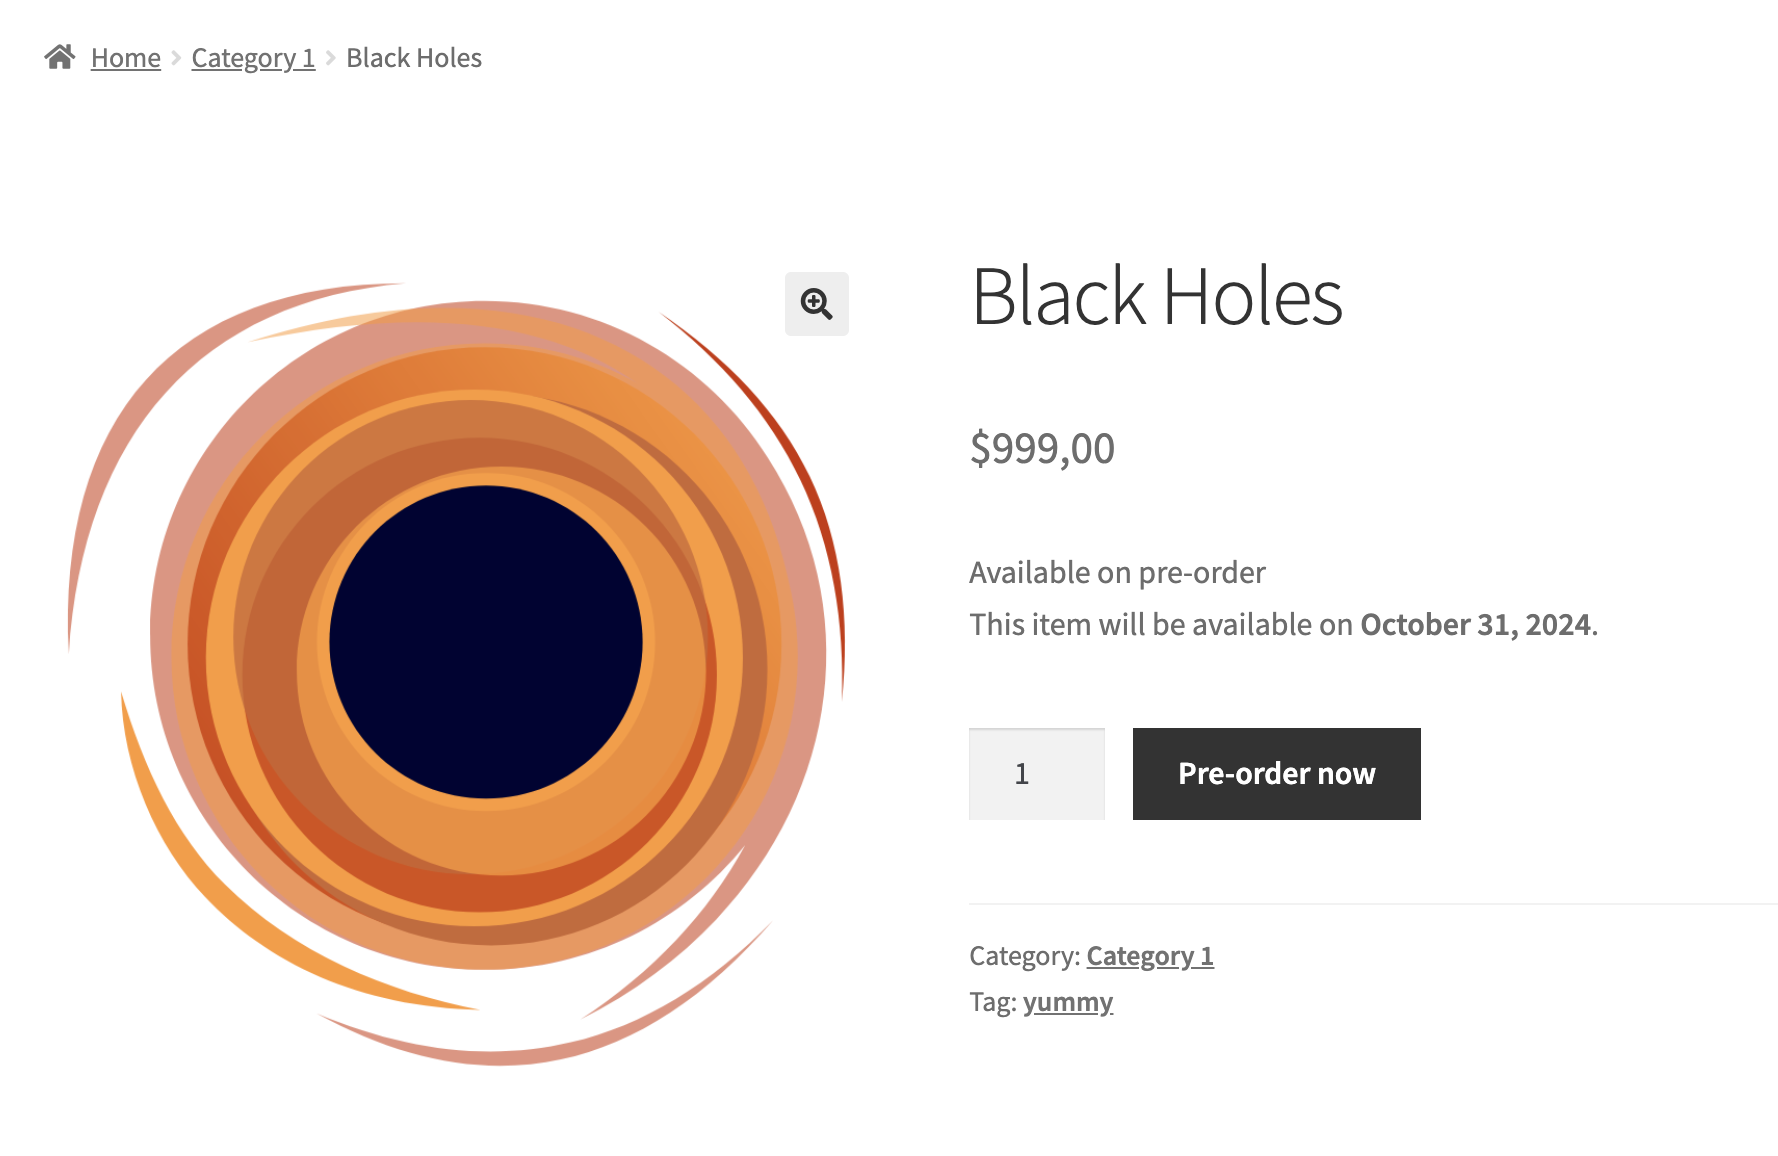 Home Category 1 Black Holes
Black Holes
$999,00
Available on pre-order
This item will be available on October 31, 2024.
1 Pre-order now
Category: Category 1
Tag: yummy